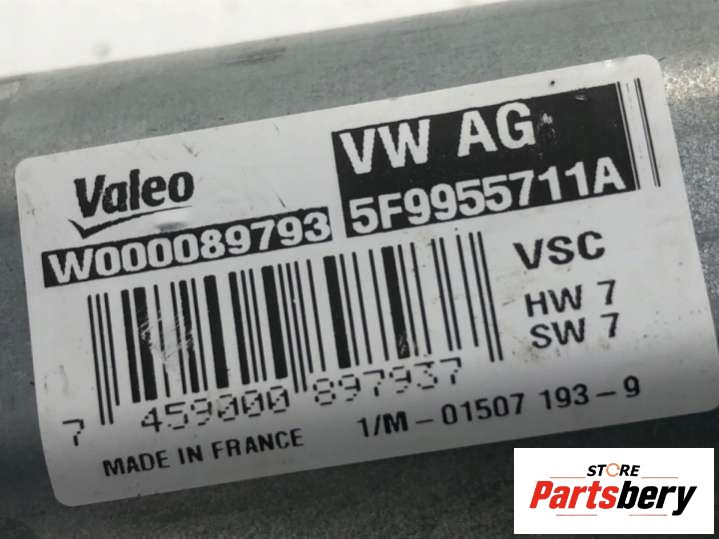 Valeo
VW AG
W000089793
5F9955711A
VSC
HW 7
SW 7
7 459000 897937
MADE IN FRANCE
1/M-01507 193-9
STORE
Partsbery